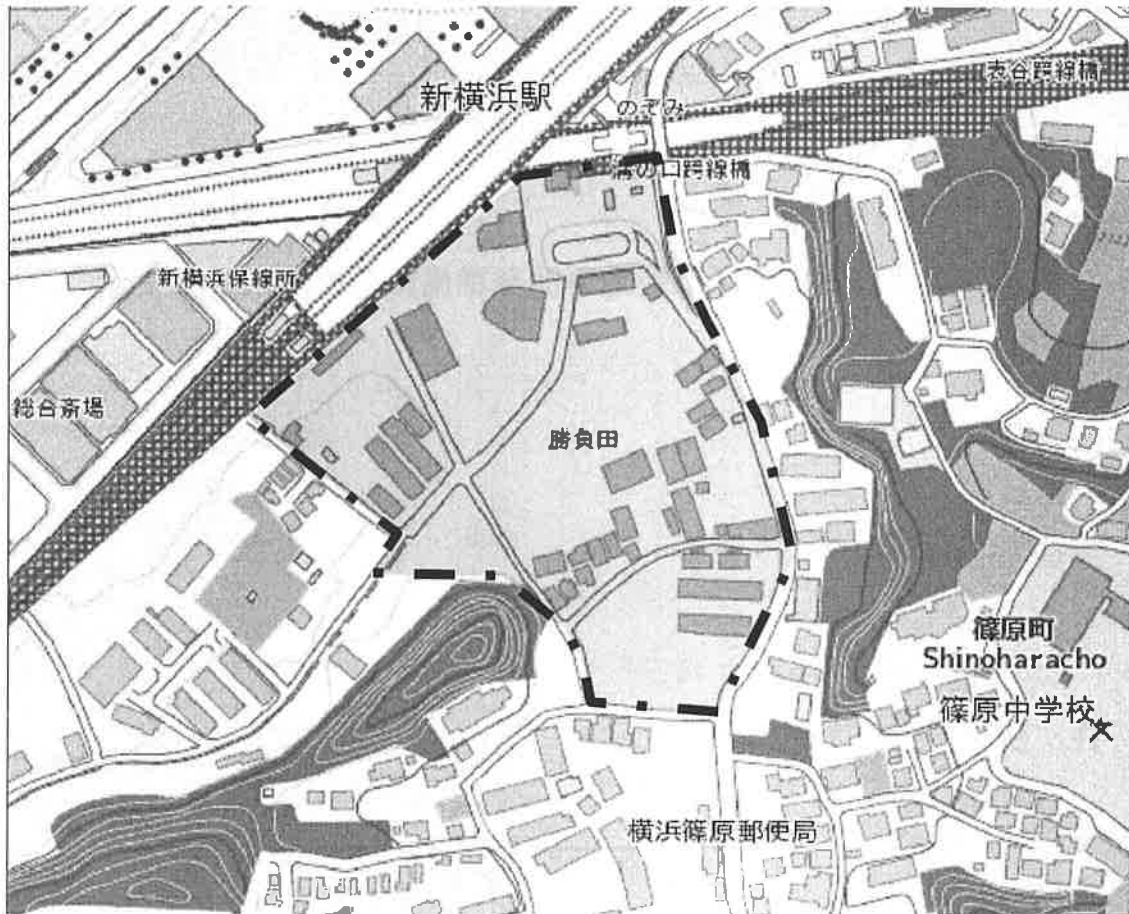 新横浜駅
のぞみ
表谷跨線橋
溝の口跨線橋
新横浜保線所
総合斎場
勝負田
篠原町
Shinoharacho
篠原中学校
横浜篠原郵便局